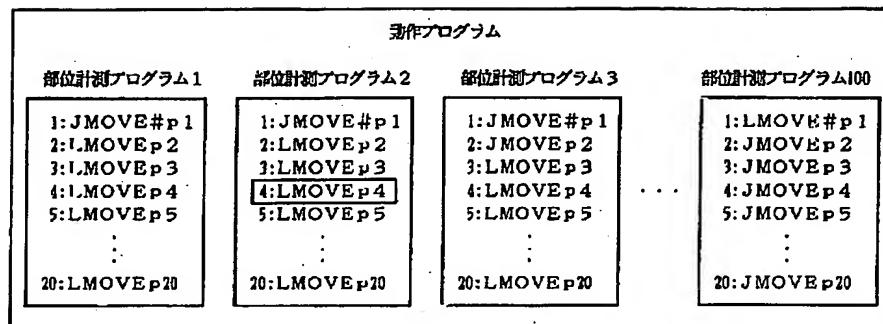 動作プログラム
部位計測プログラム1
1:JMOVE#p1
2:LMOVEp2
3:LMOVEp3
4:LMOVEp4
5:LMOVEp5
20:LMOVEp20
部位計測プログラム2
1:JMOVE#p1
2:LMOVEp2
3:LMOVEp3
4:LMOVEp4
5:LMOVEp5
20:LMOVEp20
部位計測プログラム3
1:JMOVE#p1
2:JMOVEp2
3:LMOVEp3
4:LMOVEp4
5:LMOVEp5
20:LMOVEp20
部位計測プログラム100
1:LMOVE#p1
2:JMOVEp2
3:JMOVEp3
4:JMOVEp4
5:JMOVEp5
20:JMOVEp20